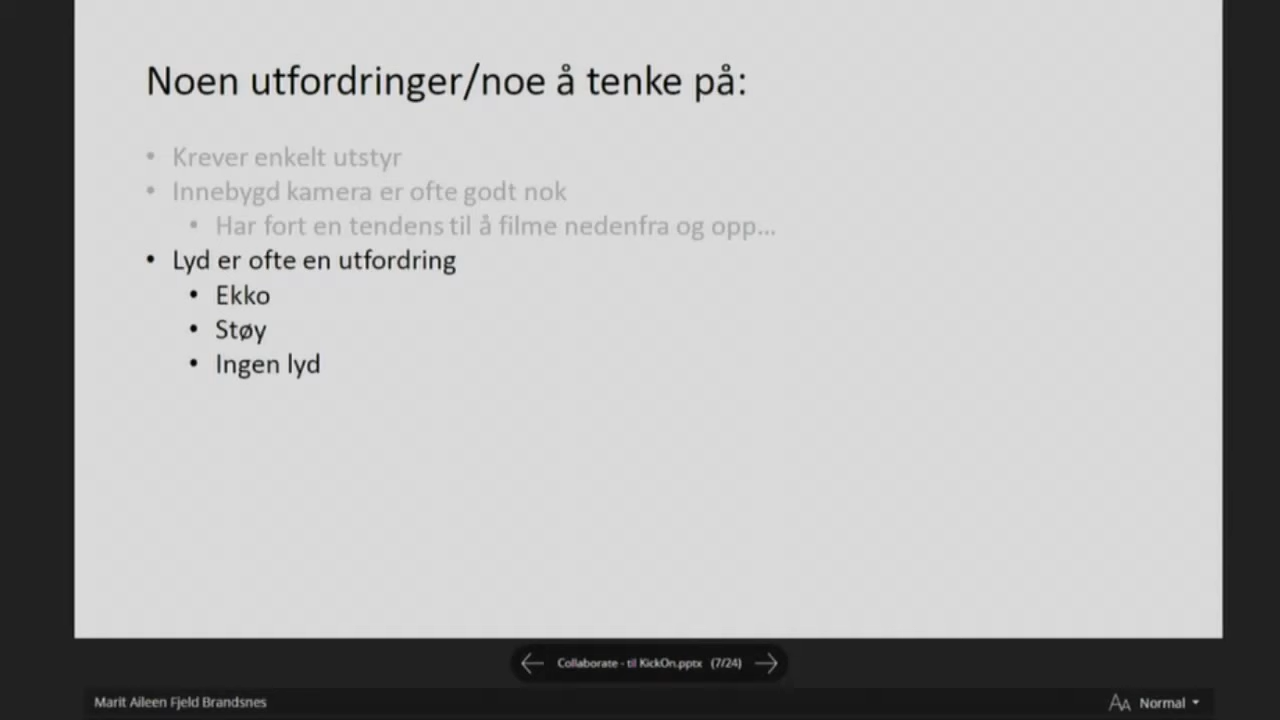 Noen utfordringer/noe å tenke på:
• Krever enkelt utstyr
• Innebygd kamera er ofte godt nok
• Har fort en tendens til å filme nedenfra og opp...
• Lyd er ofte en utfordring
• Ekko
• Støy
• Ingen lyd
Collaborate - til KickOn.pptx (7/24)
Marit Aileen Fjeld Brandsnes
AA Normal